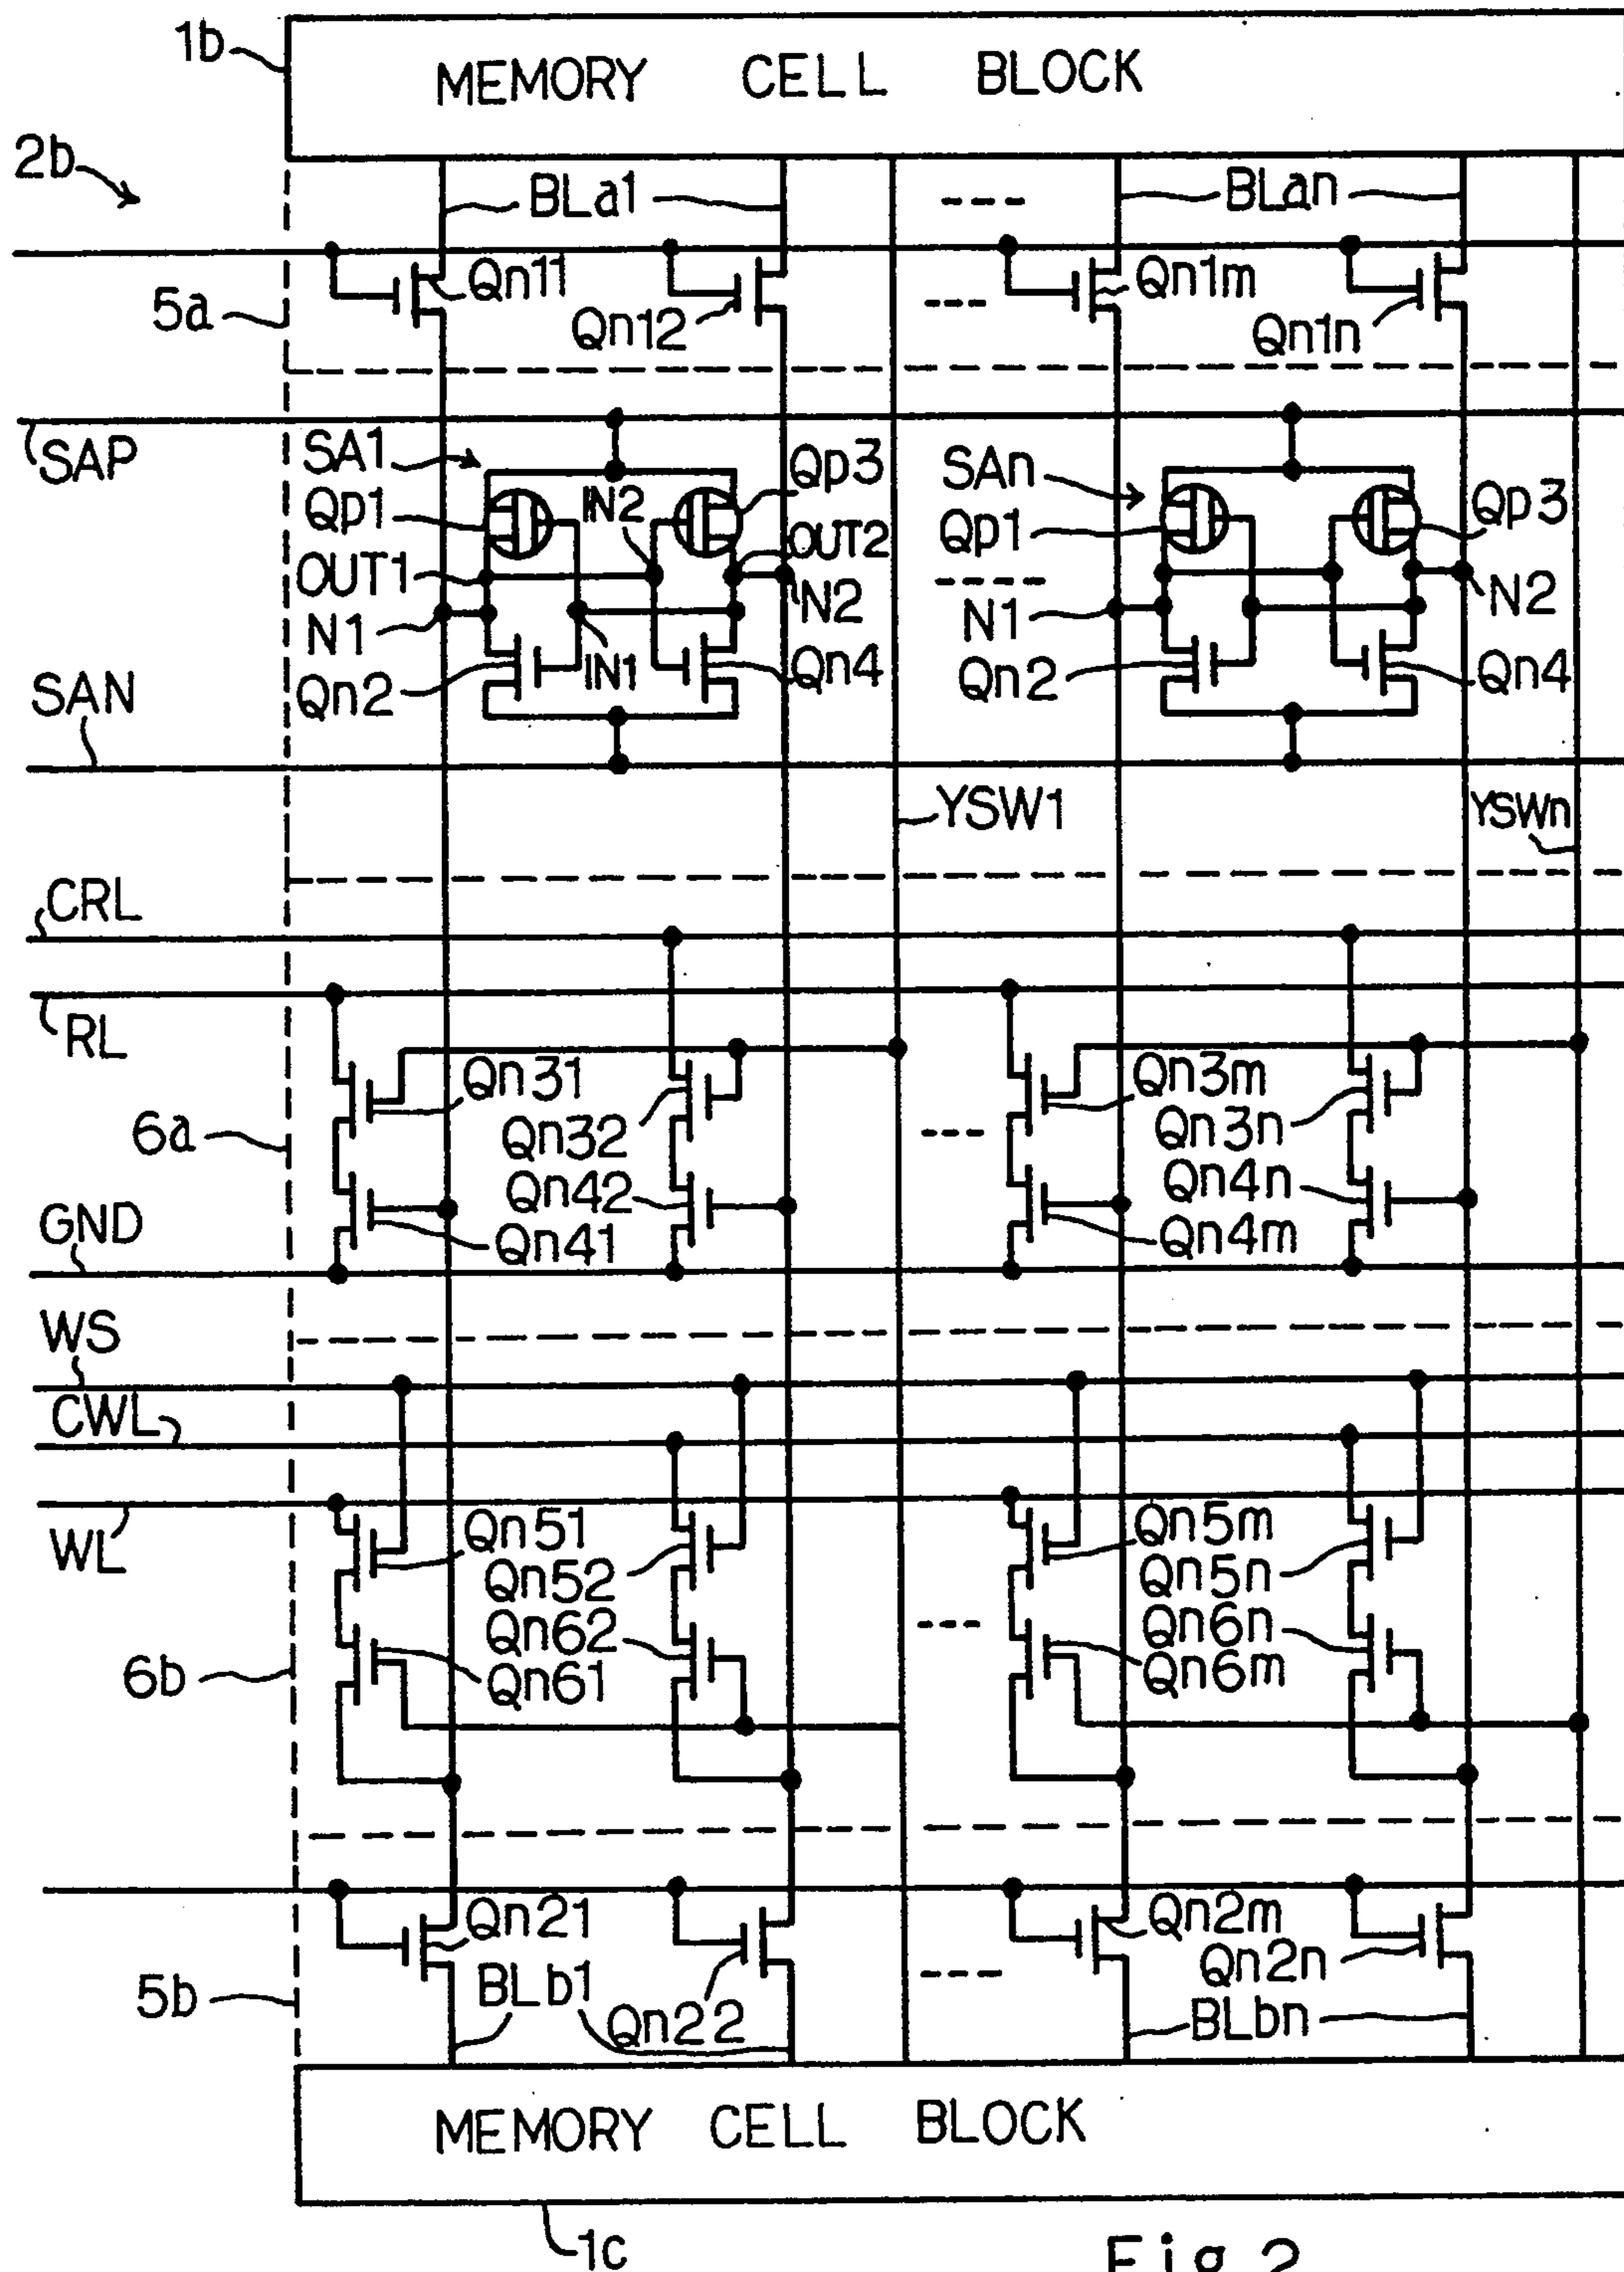 1b
MEMORY CELL BLOCK
2b
BLa1
BLan
Qn11
Qn1m
5a
Qn12
Qn1n
SAP
SA1
Qp3
SAn
Qp1
IN2
Qp1
Qp3
OUT1
OUT2
N1
N2
N1
N2
IN1
SAN
Qn2
Qn4
Qn2
Qn4
YSW1
YSWn
CRL
RL
Qn31
Qn3m
6a
Qn32
Qn3n
Qn42
Qn4n
GND
Qn41
Qn4m
WS
CWL
WL
Qn51
Qn5m
Qn52
Qn5n
Qn62
Qn6n
6b
Qn61
Qn6m
Qn21
Qn2m
Qn2n
5b
BLb1
Qn22
BLbn
MEMORY CELL BLOCK
1c
Fig. 2